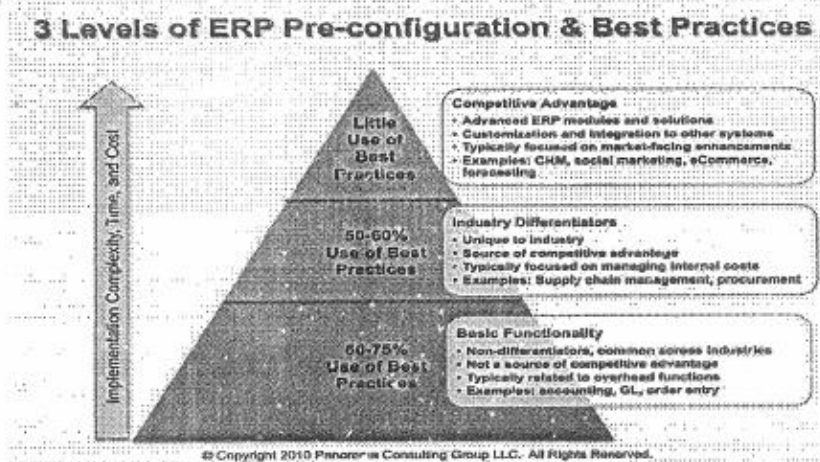 3 Levels of ERP Pre-configuration & Best Practices
Implementation Complexity, Time, and Cost
Little
Use of
Best
Practices
Competitive Advantage
• Advanced ERP modules and solutions
• Customization and integration to other systems
• Typically focused on market-facing enhancements
• Examples: CRM, social marketing, eCommerce,
forecasting
50-60%
Use of Best
Practices
Industry Differentiators
• Unique to industry
• Source of competitive advantage
• Typically focused on managing internal costs
• Examples: Supply chain management, procurement
60-75%
Use of Best
Practices
Basic Functionality
• Non-differentiators, common across industries
• Not a source of competitive advantage
• Typically related to overhead functions
• Examples: accounting, GL, order entry
© Copyright 2010 Panorama Consulting Group LLC. All Rights Reserved.